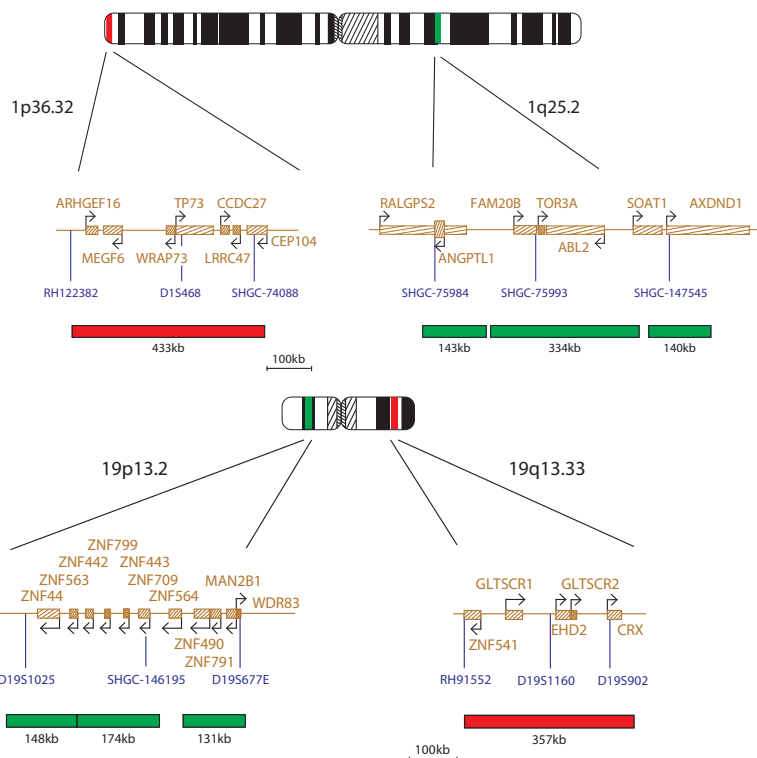 1p36.32
1q25.2
ARHGEF16 TP73 CCDC27
RALGPS2 FAM20B TOR3A SOAT1 AXDND1
MEGF6 WRAP73 LRRC47 CEP104
ANGPTL1 ABL2
RH122382 D1S468 SHGC-74088
SHGC-75984 SHGC-75993 SHGC-147545
433kb
143kb 334kb 140kb
100kb
19p13.2
19q13.33
ZNF799
ZNF442 ZNF443
ZNF563 ZNF709 MAN2B1
ZNF44 ZNF564 WDR83
GLTSCR1 GLTSCR2
ZNF490
ZNF791
ZNF541 EHD2 CRX
D19S1025 SHGC-146195 D19S677E
RH91552 D19S1160 D19S902
148kb 174kb 131kb
357kb
100kb